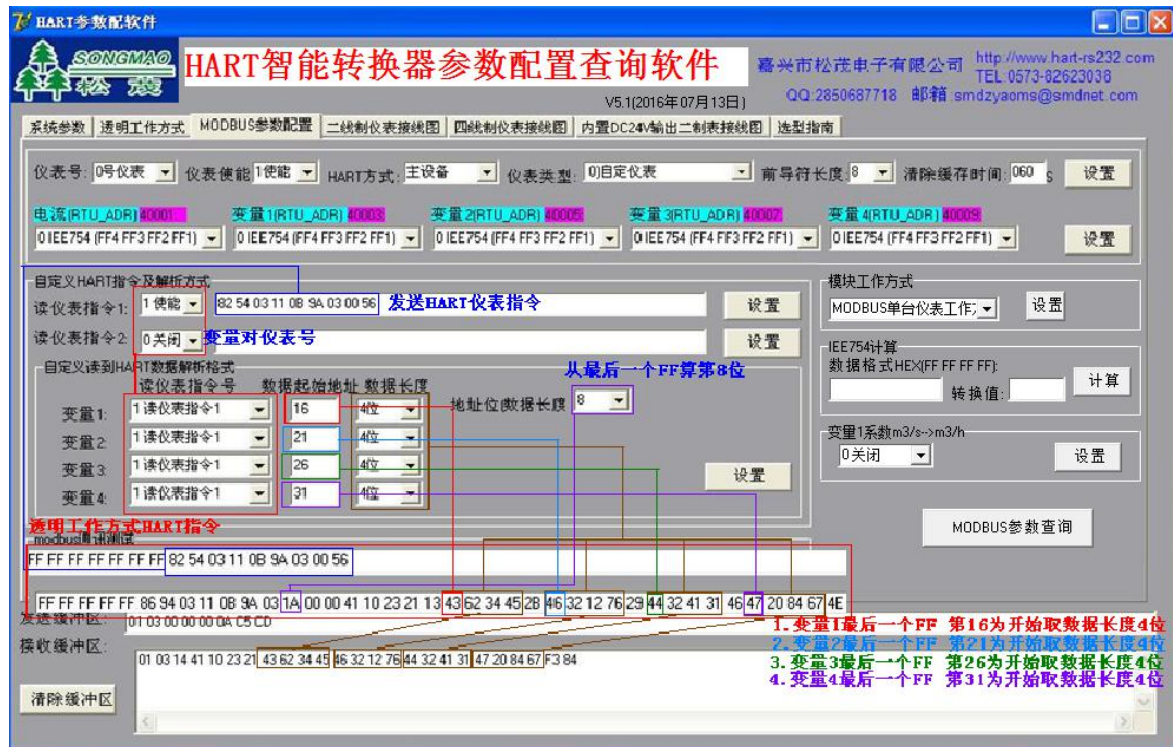 HART参数配软件
SONGMAO
松 茂
HART智能转换器参数配置查询软件
V5.1(2016年07月13日)
嘉兴市松茂电子有限公司 http://www.hart-rs232.com
TEL:0573-82623038
QQ:2850687718 邮箱:smdzyaoms@smdnet.com
系统参数 透明工作方式 MODBUS参数配置 二线制仪表接线图 四线制仪表接线图 内置DC24V输出二制表接线图 选型指南
仪表号: 0号仪表 仪表使能 1使能 HART方式: 主设备 仪表类型: 0)自定仪表 前导符长度: 8 清除缓存时间: 060 s 设置
电流(RTU_ADR) 40001: 变量1(RTU_ADR) 40003: 变量2(RTU_ADR) 40005: 变量3(RTU_ADR) 40007: 变量4(RTU_ADR) 40009:
0 IEE754 (FF4 FF3 FF2 FF1) 0 IEE754 (FF4 FF3 FF2 FF1) 0 IEE754 (FF4 FF3 FF2 FF1) 0 IEE754 (FF4 FF3 FF2 FF1) 0 IEE754 (FF4 FF3 FF2 FF1) 设置
自定义HART指令及解析方式
读仪表指令1: 1 使能 82 54 03 11 0B 9A 03 00 56 发送HART仪表指令 设置
读仪表指令2: 0 关闭 变量对仪表号 设置
自定义读到HART数据解析格式
读仪表指令号 数据起始地址 数据长度
从最后一个FF算第8位
变量1: 1 读仪表指令1 16 4位 地址位(数据长度 8
变量2: 1 读仪表指令1 21 4位
变量3: 1 读仪表指令1 26 4位
变量4: 1 读仪表指令1 31 4位
设置
模块工作方式
MODBUS单台仪表工作 设置
IEE754计算
数据格式HEX(FF FF FF FF):
转换值: 计算
变量1系数m3/s-->m3/h
0关闭 设置
MODBUS参数查询
透明工作方式HART指令
modbus通讯测试
FF FF FF FF FF FF FF FF 82 54 03 11 0B 9A 03 00 56
FF FF FF FF FF FF 86 94 03 11 0B 9A 03 1A 00 00 41 10 23 21 13 43 62 34 45 2B 46 32 12 76 29 44 32 41 31 46 47 20 84 67 4E
发送缓冲区: 01 03 00 00 00 0A C5 CD
接收缓冲区:
01 03 14 41 10 23 21 43 62 34 45 46 32 12 76 44 32 41 31 47 20 84 67 F3 84
1.变量1最后一个FF 第16为开始取数据长度4位
2.变量2最后一个FF 第21为开始取数据长度4位
3.变量3最后一个FF 第26为开始取数据长度4位
4.变量4最后一个FF 第31为开始取数据长度4位
清除缓冲区